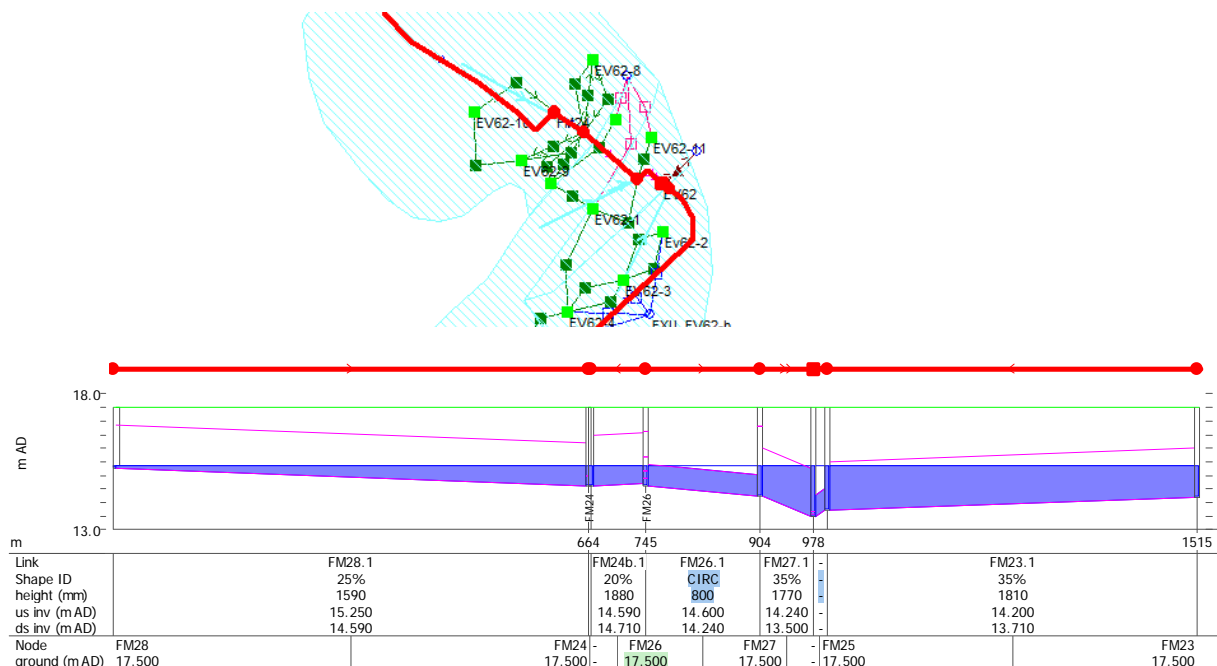 EV62-8
EV62-10 FM24
EV62-11
EV62-9
EV62
EV62-1
Ev62-2
EV62-3
EV62-4 EXU_EV62-b
18.0
m AD
FM24 FM26
13.0
m 664 745 904 978 1515
Link FM28.1 FM24b.1 FM26.1 FM27.1 - FM23.1
Shape ID 25% 20% CIRC 35% - 35%
height (mm) 1590 1880 800 1770 - 1810
us inv (m AD) 15.250 14.590 14.600 14.240 - 14.200
ds inv (m AD) 14.590 14.710 14.240 13.500 - 13.710
Node FM28 FM24 - FM26 FM27 - FM25 FM23
ground (m AD) 17.500 17.500 - 17.500 17.500 - 17.500 17.500